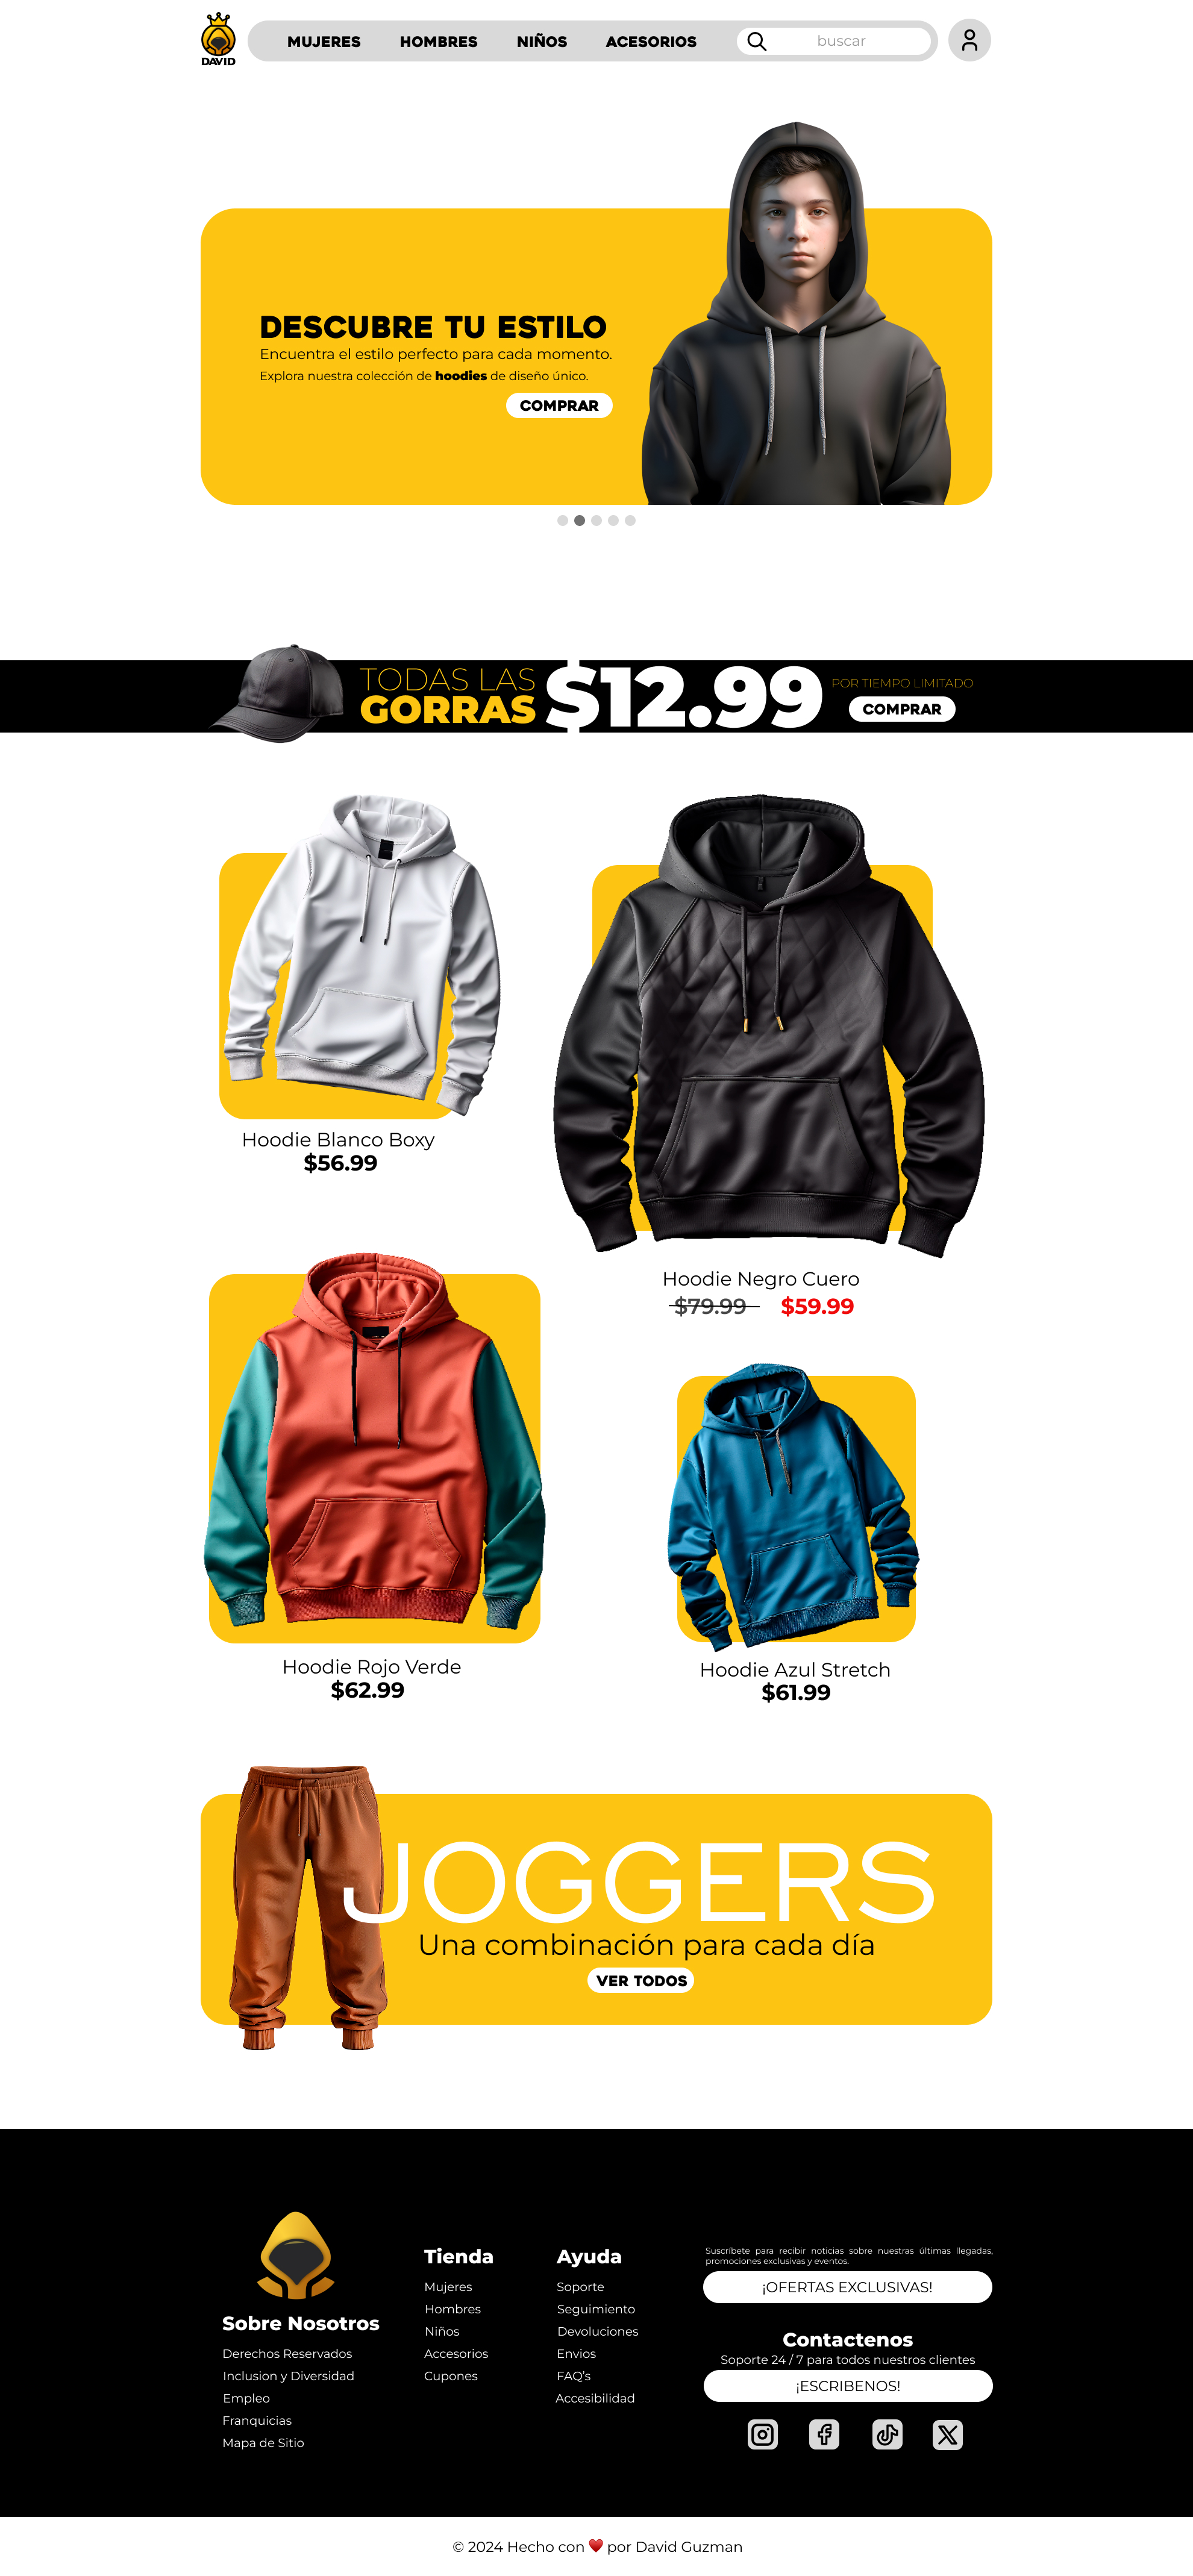 DAVID
MUJERES
HOMBRES
NIÑOS
ACESORIOS
buscar
DESCUBRE TU ESTILO
Encuentra el estilo perfecto para cada momento.
Explora nuestra colección de hoodies de diseño único.
COMPRAR
TODAS LAS
GORRAS
$12.99
POR TIEMPO LIMITADO
COMPRAR
Hoodie Blanco Boxy
$56.99
Hoodie Negro Cuero
$79.99 $59.99
Hoodie Rojo Verde
$62.99
Hoodie Azul Stretch
$61.99
JOGGERS
Una combinación para cada día
VER TODOS
Sobre Nosotros
Derechos Reservados
Inclusion y Diversidad
Empleo
Franquicias
Mapa de Sitio
Tienda
Mujeres
Hombres
Niños
Accesorios
Cupones
Ayuda
Soporte
Seguimiento
Devoluciones
Envios
FAQ's
Accesibilidad
Suscríbete para recibir noticias sobre nuestras últimas llegadas,
promociones exclusivas y eventos.
¡OFERTAS EXCLUSIVAS!
Contactenos
Soporte 24 / 7 para todos nuestros clientes
¡ESCRIBENOS!
© 2024 Hecho con ❤️ por David Guzman